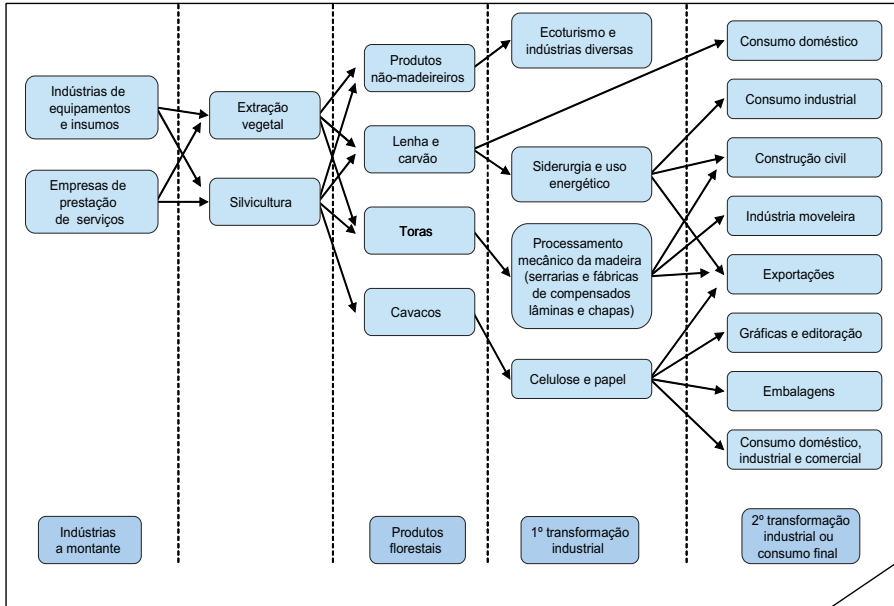 Indústrias de
equipamentos
e insumos
Empresas de
prestação
de serviços
Indústrias
a montante
Extração
vegetal
Silvicultura
Produtos
não-madeireiros
Lenha e
carvão
Toras
Cavacos
Produtos
florestais
Ecoturismo e
indústrias diversas
Siderurgia e uso
energético
Processamento
mecânico da madeira
(serrarias e fábricas
de compensados
lâminas e chapas)
Celulose e papel
1º transformação
industrial
Consumo doméstico
Consumo industrial
Construção civil
Indústria moveleira
Exportações
Gráficas e editoração
Embalagens
Consumo doméstico,
industrial e comercial
2º transformação
industrial ou
consumo final